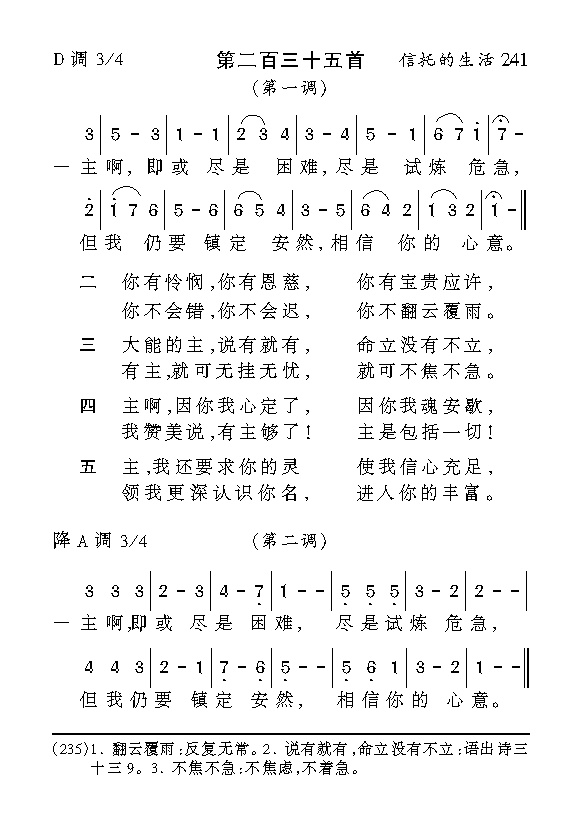 D调 3/4 第二百三十五首 信托的生活 241
(第一调)
3|5 - 3|1 - 1|2 3 4|3 - 4|5 - 1|6 7 1|7 -
一 主啊, 即或 尽是 困难, 尽是 试炼 危急,
2|1 7 6|5 - 6|6 5 4|3 - 5|6 4 2|1 3 2|1 -‖
但我 仍要 镇定 安然, 相信 你的 心意。
二 你有怜悯, 你有恩慈, 你有宝贵应许,
你不会错, 你不会迟, 你不翻云覆雨。
三 大能的主, 说有就有, 命立没有不立,
有主, 就可无挂无忧, 就可不焦不急。
四 主啊, 因你我心定了, 因你我魂安歇,
我赞美说, 有主够了! 主是包括一切!
五 主, 我还要求你的灵 使我信心充足,
领我更深认识你名, 进入你的丰富。
降A调 3/4 (第二调)
3 3 3|2 - 3|4 - 7|1 - -|5 5 5|3 - 2|2 - -|
一 主啊, 即或 尽是 困难, 尽是试炼 危急,
4 4 3|2 - 1|7 - 6|5 - -|5 6 1|3 - 2|1 - -‖
但我仍要 镇定 安然, 相信你的 心意。
(235)1. 翻云覆雨:反复无常。2. 说有就有, 命立没有不立:语出诗三
十三9。3. 不焦不急:不焦虑, 不着急。